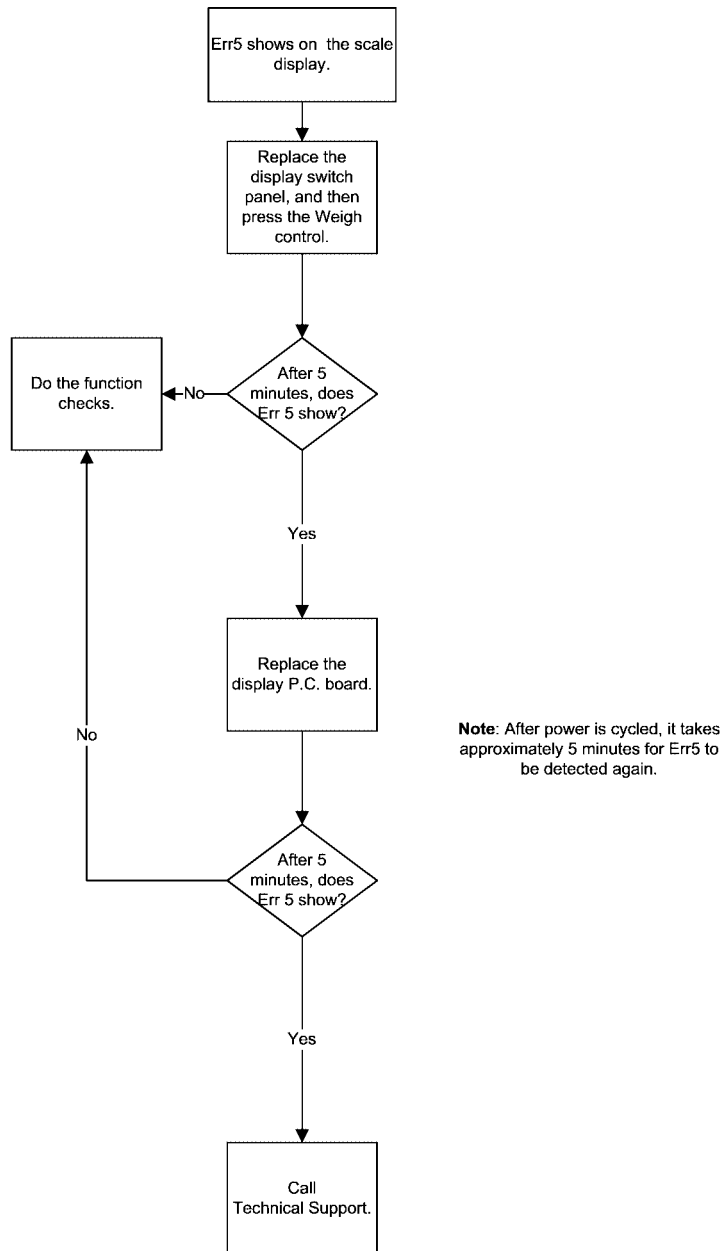 Err5 shows on the scale
display.
Replace the
display switch
panel, and then
press the Weigh
control.
After 5
minutes, does
Err 5 show?
No
Do the function
checks.
Yes
Replace the
display P.C. board.
No
Note: After power is cycled, it takes
approximately 5 minutes for Err5 to
be detected again.
After 5
minutes, does
Err 5 show?
Yes
Call
Technical Support.